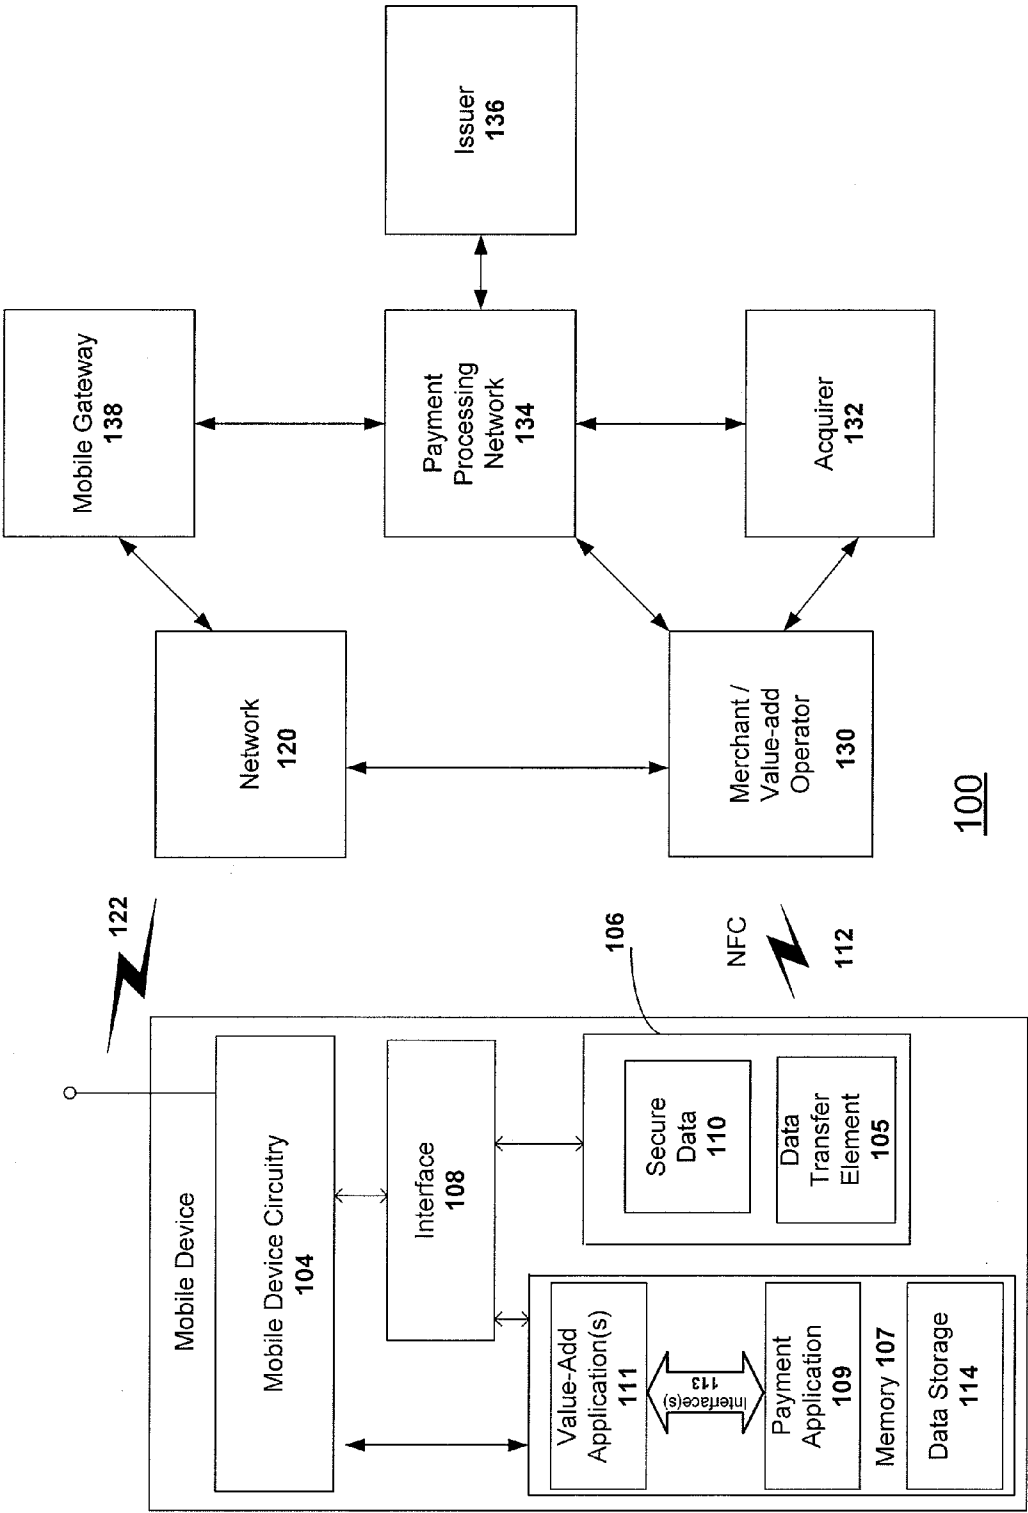 Mobile Device
Mobile Device Circuitry
104
Interface
108
Value-Add
Application(s)
111
Interface(s)
113
Payment
Application
109
Memory 107
Data Storage
114
Secure
Data
110
Data
Transfer
Element
105
106
122
NFC
112
Network
120
Merchant /
Value-add
Operator
130
Mobile Gateway
138
Payment
Processing
Network
134
Acquirer
132
Issuer
136
100